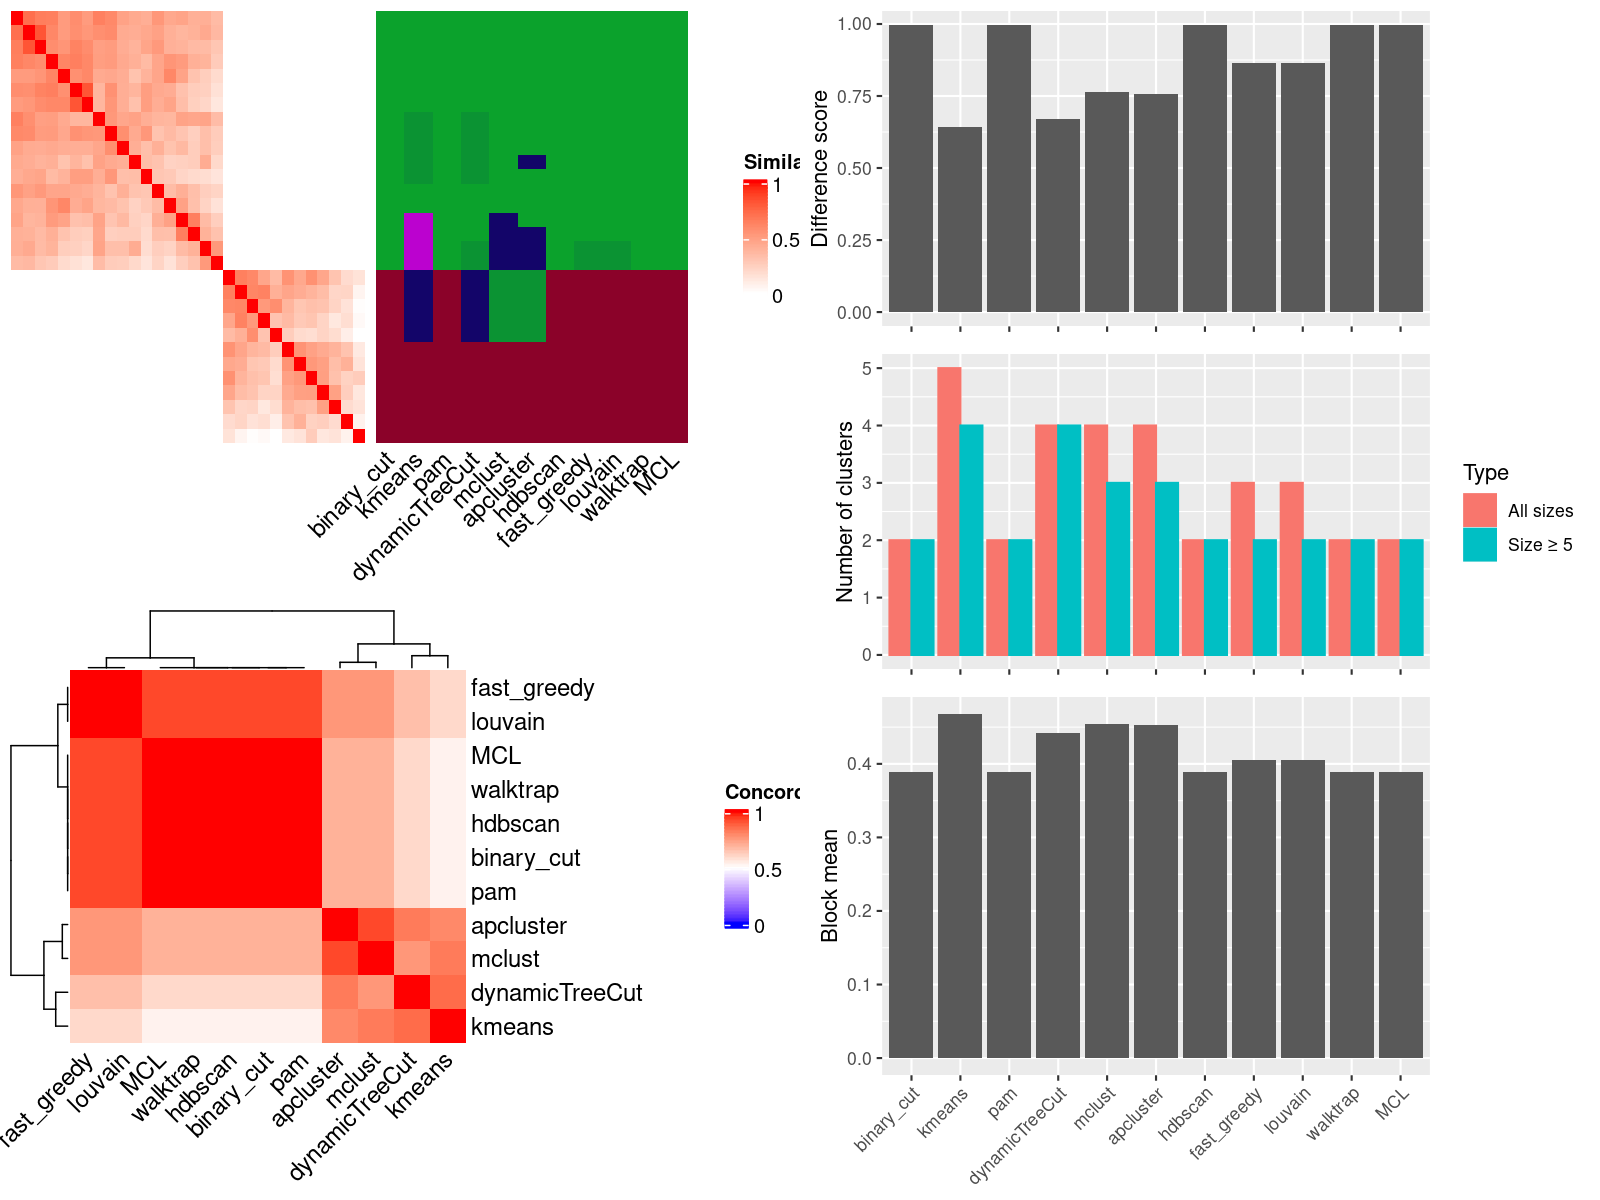 Simila
1
0.5
0
binary_cut
kmeans
pam
dynamicTreeCut
mclust
apcluster
hdbscan
fast_greedy
louvain
walktrap
MCL
fast_greedy
louvain
MCL
walktrap
hdbscan
binary_cut
pam
apcluster
mclust
dynamicTreeCut
kmeans
Concord
1
0.5
0
fast_greedy
louvain
MCL
walktrap
hdbscan
binary_cut
pam
apcluster
mclust
dynamicTreeCut
kmeans
Difference score
1.00
0.75
0.50
0.25
0.00
Number of clusters
5
4
3
2
1
0
Type
All sizes
Size ≥ 5
Block mean
0.4
0.3
0.2
0.1
0.0
binary_cut
kmeans
pam
dynamicTreeCut
mclust
apcluster
hdbscan
fast_greedy
louvain
walktrap
MCL